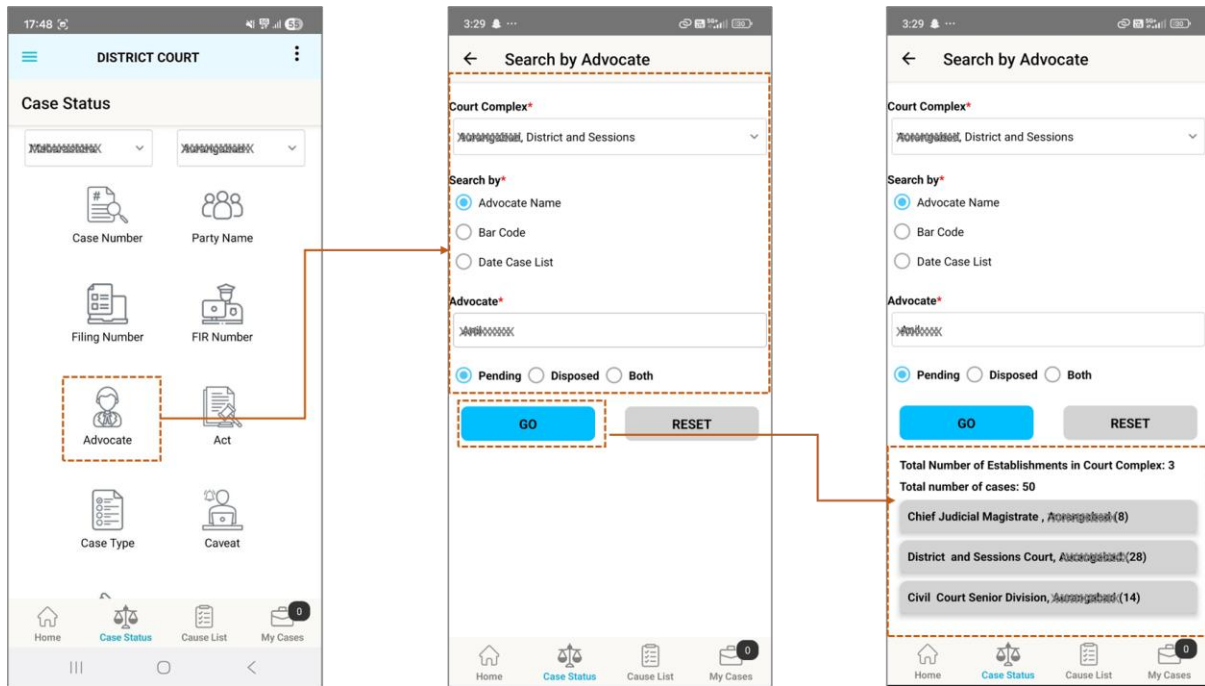 17:48
55
DISTRICT COURT
Case Status
Case Number
Party Name
Filing Number
FIR Number
Advocate
Act
Case Type
Caveat
0
Home
Case Status
Cause List
My Cases
3:29
Search by Advocate
Court Complex*
District and Sessions
Search by*
Advocate Name
Bar Code
Date Case List
Advocate*
Pending
Disposed
Both
GO
RESET
0
Home
Case Status
Cause List
My Cases
3:29
Search by Advocate
Court Complex*
District and Sessions
Search by*
Advocate Name
Bar Code
Date Case List
Advocate*
Pending
Disposed
Both
GO
RESET
Total Number of Establishments in Court Complex: 3
Total number of cases: 50
Chief Judicial Magistrate , (8)
District and Sessions Court, (28)
Civil Court Senior Division, (14)
0
Home
Case Status
Cause List
My Cases